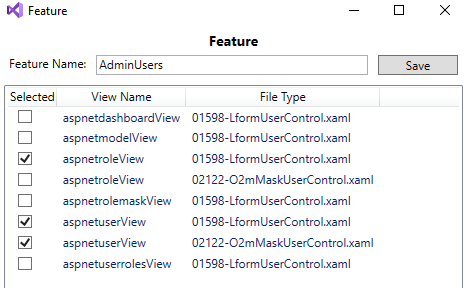 Feature
Feature
Feature Name: AdminUsers Save
Selected View Name File Type
aspnetdashboardView 01598-LformUserControl.xaml
aspnetmodelView 01598-LformUserControl.xaml
aspnetroleView 01598-LformUserControl.xaml
aspnetroleView 02122-O2mMaskUserControl.xaml
aspnetrolemaskView 01598-LformUserControl.xaml
aspnetuserView 01598-LformUserControl.xaml
aspnetuserView 02122-O2mMaskUserControl.xaml
aspnetuserrolesView 01598-LformUserControl.xaml